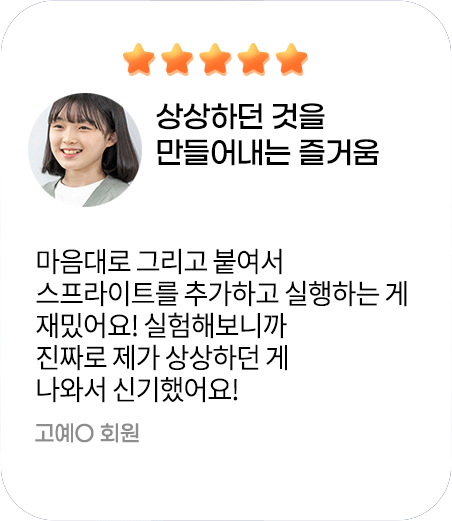 상상하던 것을
만들어내는 즐거움
마음대로 그리고 붙여서
스프라이트를 추가하고 실행하는 게
재밌어요! 실험해보니까
진짜로 제가 상상하던 게
나와서 신기했어요!
고예O 회원